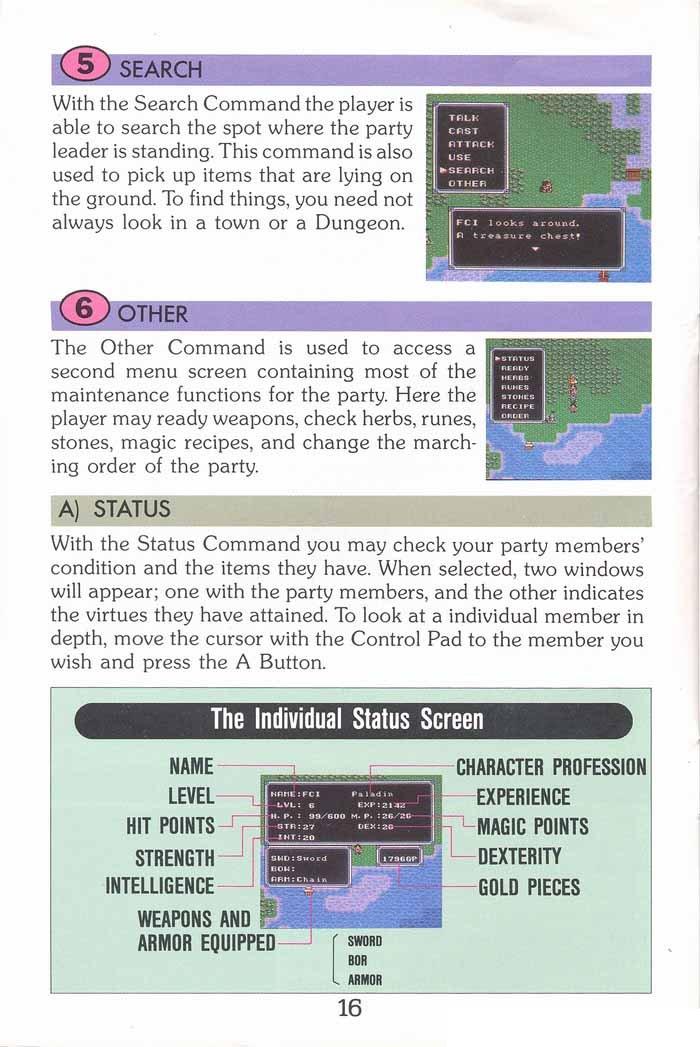 5 SEARCH
With the Search Command the player is
able to search the spot where the party
leader is standing. This command is also
used to pick up items that are lying on
the ground. To find things, you need not
always look in a town or a Dungeon.
TALK
CAST
ATTACK
USE
SEARCH
OTHER
FCI looks around.
A treasure chest!
6 OTHER
The Other Command is used to access a
second menu screen containing most of the
maintenance functions for the party. Here the
player may ready weapons, check herbs, runes,
stones, magic recipes, and change the march-
ing order of the party.
STATUS
READY
HERBS
RUNES
STONES
RECIPE
ORDER
A) STATUS
With the Status Command you may check your party members'
condition and the items they have. When selected, two windows
will appear; one with the party members, and the other indicates
the virtues they have attained. To look at a individual member in
depth, move the cursor with the Control Pad to the member you
wish and press the A Button.
The Individual Status Screen
NAME
LEVEL
HIT POINTS
STRENGTH
INTELLIGENCE
WEAPONS AND
ARMOR EQUIPPED
NAME:FCI Paladin
LVL: 6 EXP:2142
H.P.: 99/600 M.P.:26/26
STR:27 DEX:26
INT:20
SWD:Sword
BOW:
ARM:Chain
1796GP
CHARACTER PROFESSION
EXPERIENCE
MAGIC POINTS
DEXTERITY
GOLD PIECES
SWORD
BOR
ARMOR
16